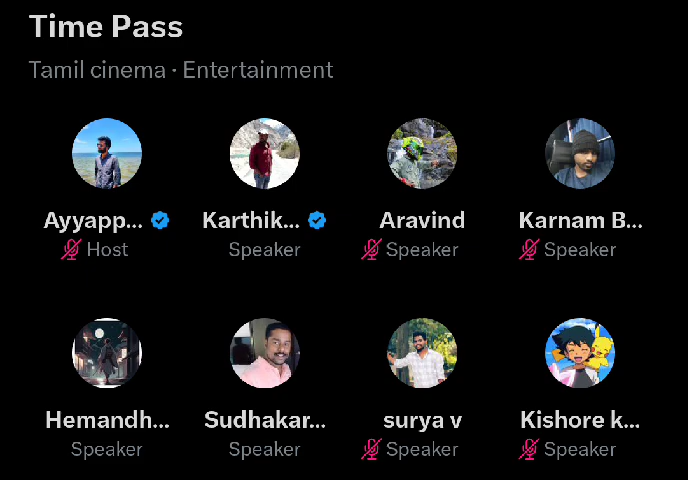 Time Pass
Tamil cinema · Entertainment
Ayyapp... Karthik... Aravind Karnam B...
Host Speaker Speaker Speaker
Hemandh... Sudhakar... surya v Kishore k...
Speaker Speaker Speaker Speaker